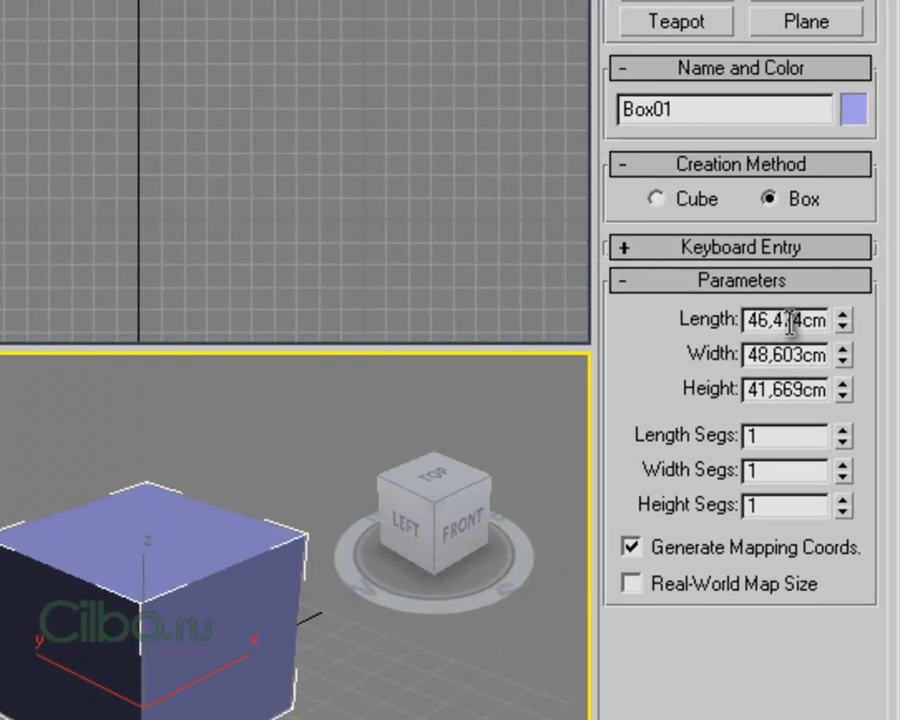 Teapot Plane
- Name and Color
Box01
- Creation Method
Cube Box
+ Keyboard Entry
- Parameters
Length: 46,474cm
Width: 48,603cm
Height: 41,669cm
Length Segs: 1
Width Segs: 1
Height Segs: 1
Generate Mapping Coords.
Real-World Map Size
TOP
LEFT FRONT
z
Cilbo.ru
y x